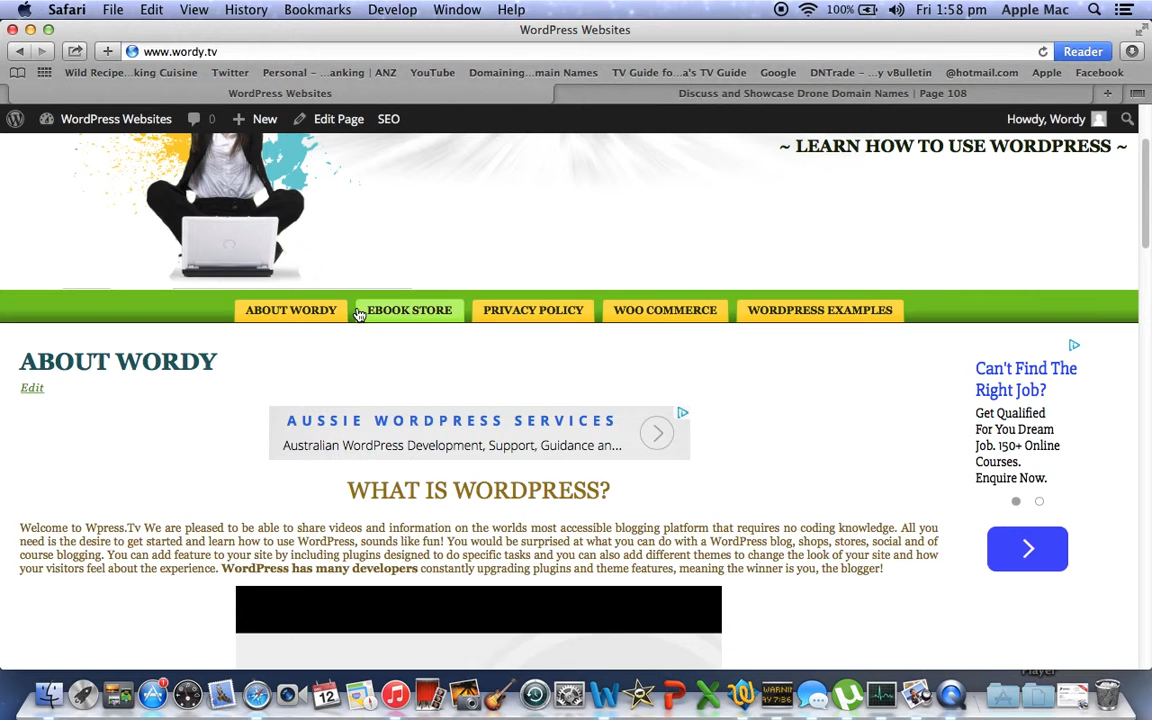 Safari File Edit View History Bookmarks Develop Window Help 100% Fri 1:58 pm Apple Mac
WordPress Websites
www.wordy.tv Reader
Wild Recipe...king Cuisine Twitter Personal - ...anking | ANZ YouTube Domaining...main Names TV Guide fo...a's TV Guide Google DNTrade - ...y vBulletin @hotmail.com Apple Facebook
WordPress Websites Discuss and Showcase Drone Domain Names | Page 108
WordPress Websites 0 New Edit Page SEO Howdy, Wordy
~ LEARN HOW TO USE WORDPRESS ~
ABOUT WORDY EBOOK STORE PRIVACY POLICY WOO COMMERCE WORDPRESS EXAMPLES
ABOUT WORDY
Edit
Can't Find The
Right Job?
Get Qualified
For You Dream
Job. 150+ Online
Courses.
Enquire Now.
AUSSIE WORDPRESS SERVICES
Australian WordPress Development, Support, Guidance an...
WHAT IS WORDPRESS?
Welcome to Wpress.Tv We are pleased to be able to share videos and information on the worlds most accessible blogging platform that requires no coding knowledge. All you
need is the desire to get started and learn how to use WordPress, sounds like fun! You would be surprised at what you can do with a WordPress blog, shops, stores, social and of
course blogging. You can add feature to your site by including plugins designed to do specific tasks and you can also add different themes to change the look of your site and how
your visitors feel about the experience. WordPress has many developers constantly upgrading plugins and theme features, meaning the winner is you, the blogger!
1
12